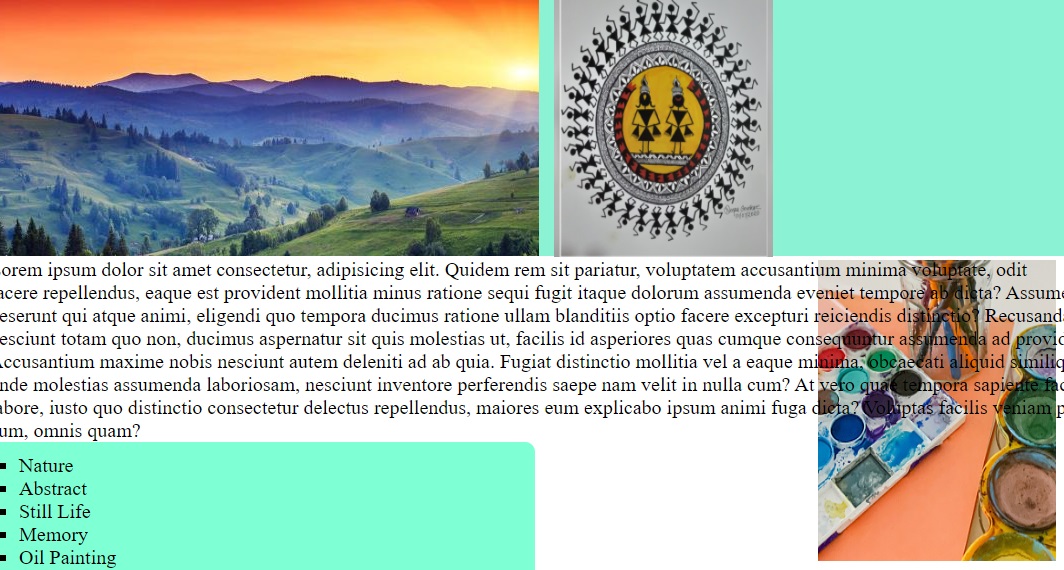 orem ipsum dolor sit amet consectetur, adipisicing elit. Quidem rem sit pariatur, voluptatem accusantium minima voluptate, odit
acere repellendus, eaque est provident mollitia minus ratione sequi fugit itaque dolorum assumenda eveniet tempore ab dicta? Assume
eserunt qui atque animi, eligendi quo tempora ducimus ratione ullam blanditiis optio facere excepturi reiciendis distinctio? Recusanda
esciunt totam quo non, ducimus aspernatur sit quis molestias ut, facilis id asperiores quas cumque consequuntur assumenda ad provid
Accusantium maxime nobis nesciunt autem deleniti ad ab quia. Fugiat distinctio mollitia vel a eaque minima, obcaecati aliquid similiq
nde molestias assumenda laboriosam, nesciunt inventore perferendis saepe nam velit in nulla cum? At vero quae tempora sapiente fac
abore, iusto quo distinctio consectetur delectus repellendus, maiores eum explicabo ipsum animi fuga dicta? Voluptas facilis veniam p
um, omnis quam?
Nature
Abstract
Still Life
Memory
Oil Painting